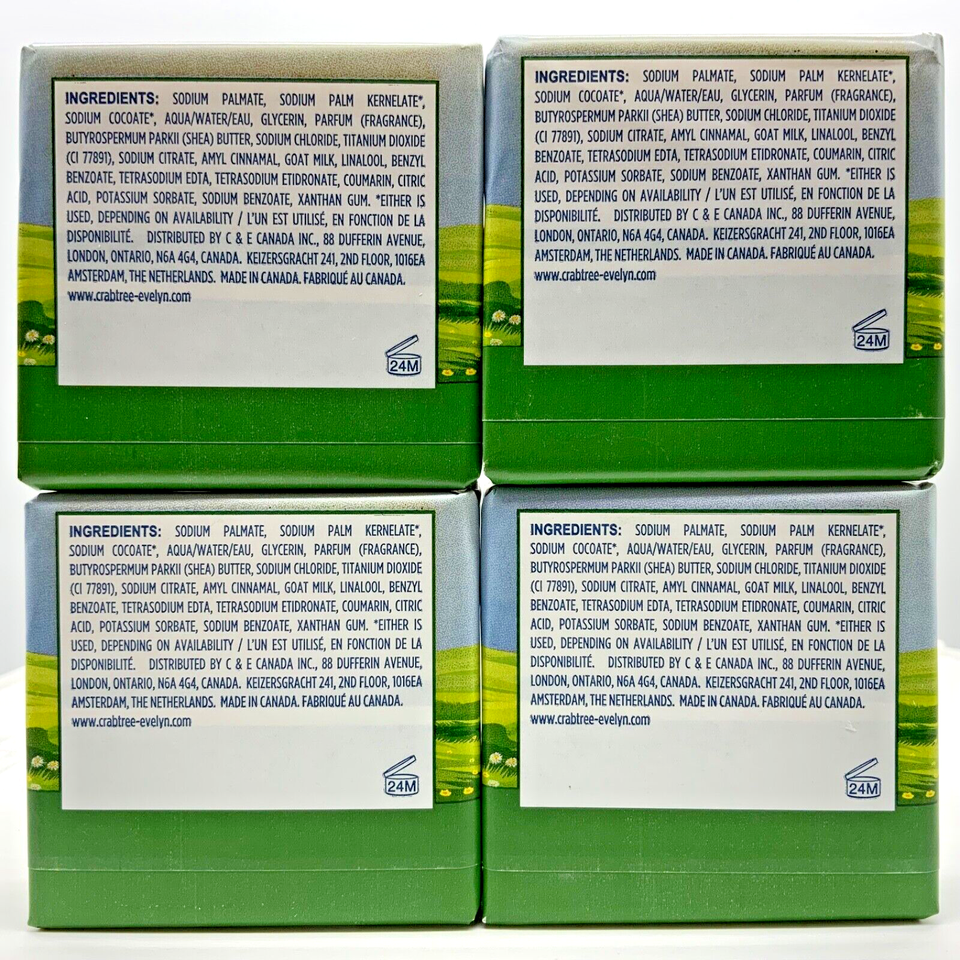 INGREDIENTS: SODIUM PALMATE, SODIUM PALM KERNELATE*,
SODIUM COCOATE*, AQUA/WATER/EAU, GLYCERIN, PARFUM (FRAGRANCE),
BUTYROSPERMUM PARKII (SHEA) BUTTER, SODIUM CHLORIDE, TITANIUM DIOXIDE
(CI 77891), SODIUM CITRATE, AMYL CINNAMAL, GOAT MILK, LINALOOL, BENZYL
BENZOATE, TETRASODIUM EDTA, TETRASODIUM ETIDRONATE, COUMARIN, CITRIC
ACID, POTASSIUM SORBATE, SODIUM BENZOATE, XANTHAN GUM. *EITHER IS
USED, DEPENDING ON AVAILABILITY / L'UN EST UTILISÉ, EN FONCTION DE LA
DISPONIBILITÉ. DISTRIBUTED BY C & E CANADA INC., 88 DUFFERIN AVENUE,
LONDON, ONTARIO, N6A 4G4, CANADA. KEIZERSGRACHT 241, 2ND FLOOR, 1016EA
AMSTERDAM, THE NETHERLANDS. MADE IN CANADA. FABRIQUÉ AU CANADA.
www.crabtree-evelyn.com
24M
INGREDIENTS: SODIUM PALMATE, SODIUM PALM KERNELATE*,
SODIUM COCOATE*, AQUA/WATER/EAU, GLYCERIN, PARFUM (FRAGRANCE),
BUTYROSPERMUM PARKII (SHEA) BUTTER, SODIUM CHLORIDE, TITANIUM DIOXIDE
(CI 77891), SODIUM CITRATE, AMYL CINNAMAL, GOAT MILK, LINALOOL, BENZYL
BENZOATE, TETRASODIUM EDTA, TETRASODIUM ETIDRONATE, COUMARIN, CITRIC
ACID, POTASSIUM SORBATE, SODIUM BENZOATE, XANTHAN GUM. *EITHER IS
USED, DEPENDING ON AVAILABILITY / L'UN EST UTILISÉ, EN FONCTION DE LA
DISPONIBILITÉ. DISTRIBUTED BY C & E CANADA INC., 88 DUFFERIN AVENUE,
LONDON, ONTARIO, N6A 4G4, CANADA. KEIZERSGRACHT 241, 2ND FLOOR, 1016EA
AMSTERDAM, THE NETHERLANDS. MADE IN CANADA. FABRIQUÉ AU CANADA.
www.crabtree-evelyn.com
24M
INGREDIENTS: SODIUM PALMATE, SODIUM PALM KERNELATE*,
SODIUM COCOATE*, AQUA/WATER/EAU, GLYCERIN, PARFUM (FRAGRANCE),
BUTYROSPERMUM PARKII (SHEA) BUTTER, SODIUM CHLORIDE, TITANIUM DIOXIDE
(CI 77891), SODIUM CITRATE, AMYL CINNAMAL, GOAT MILK, LINALOOL, BENZYL
BENZOATE, TETRASODIUM EDTA, TETRASODIUM ETIDRONATE, COUMARIN, CITRIC
ACID, POTASSIUM SORBATE, SODIUM BENZOATE, XANTHAN GUM. *EITHER IS
USED, DEPENDING ON AVAILABILITY / L'UN EST UTILISÉ, EN FONCTION DE LA
DISPONIBILITÉ. DISTRIBUTED BY C & E CANADA INC., 88 DUFFERIN AVENUE,
LONDON, ONTARIO, N6A 4G4, CANADA. KEIZERSGRACHT 241, 2ND FLOOR, 1016EA
AMSTERDAM, THE NETHERLANDS. MADE IN CANADA. FABRIQUÉ AU CANADA.
www.crabtree-evelyn.com
24M
INGREDIENTS: SODIUM PALMATE, SODIUM PALM KERNELATE*,
SODIUM COCOATE*, AQUA/WATER/EAU, GLYCERIN, PARFUM (FRAGRANCE),
BUTYROSPERMUM PARKII (SHEA) BUTTER, SODIUM CHLORIDE, TITANIUM DIOXIDE
(CI 77891), SODIUM CITRATE, AMYL CINNAMAL, GOAT MILK, LINALOOL, BENZYL
BENZOATE, TETRASODIUM EDTA, TETRASODIUM ETIDRONATE, COUMARIN, CITRIC
ACID, POTASSIUM SORBATE, SODIUM BENZOATE, XANTHAN GUM. *EITHER IS
USED, DEPENDING ON AVAILABILITY / L'UN EST UTILISÉ, EN FONCTION DE LA
DISPONIBILITÉ. DISTRIBUTED BY C & E CANADA INC., 88 DUFFERIN AVENUE,
LONDON, ONTARIO, N6A 4G4, CANADA. KEIZERSGRACHT 241, 2ND FLOOR, 1016EA
AMSTERDAM, THE NETHERLANDS. MADE IN CANADA. FABRIQUÉ AU CANADA.
www.crabtree-evelyn.com
24M